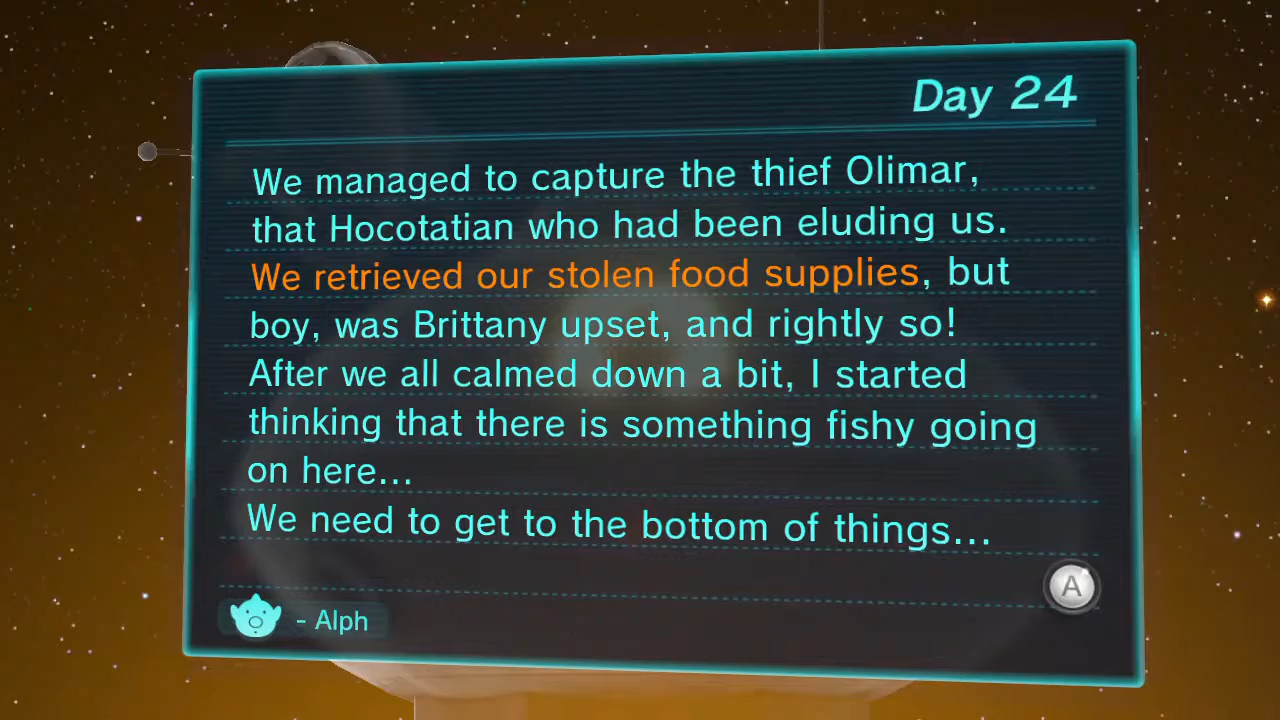 Day 24
We managed to capture the thief Olimar,
that Hocotatian who had been eluding us.
We retrieved our stolen food supplies, but
boy, was Brittany upset, and rightly so!
After we all calmed down a bit, I started
thinking that there is something fishy going
on here...
We need to get to the bottom of things...
A
- Alph